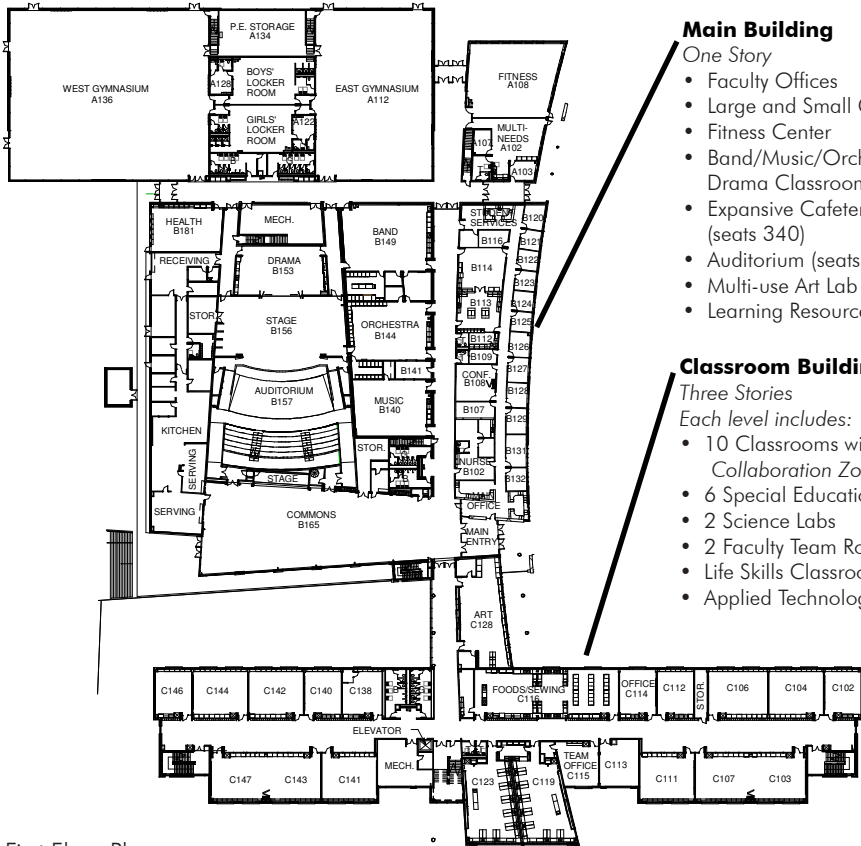 P.E. STORAGE
A134
WEST GYMNASIUM
A136
A128
BOYS'
LOCKER
ROOM
EAST GYMNASIUM
A112
GIRLS'
LOCKER
ROOM
A122
FITNESS
A108
MULTI-
NEEDS
A102
A101
A103
Main Building
One Story
• Faculty Offices
• Large and Small
• Fitness Center
• Band/Music/Orch
Drama Classroom
• Expansive Cafeter
(seats 340)
• Auditorium (seats
• Multi-use Art Lab
• Learning Resource
HEALTH
B181
MECH.
BAND
B149
STUDENT
SERVICES
B120
B116
B121
B122
RECEIVING
DRAMA
B153
B114
B123
STOR.
STAGE
B156
ORCHESTRA
B144
B113
B124
B125
B112
B126
B109
B141
CONF.
B108
B127
AUDITORIUM
B157
B128
MUSIC
B140
B107
B129
KITCHEN
SERVING
STOR.
B131
NURSE
B102
B132
STAGE
SERVING
COMMONS
B165
MAIN
OFFICE
MAIN
ENTRY
Classroom Buildin
Three Stories
Each level includes:
• 10 Classrooms wi
Collaboration Zo
• 6 Special Educatio
• 2 Science Labs
• 2 Faculty Team Ro
• Life Skills Classroo
• Applied Technolog
ART
C128
C146
C144
C142
C140
C138
FOODS/SEWING
C116
OFFICE
C114
C112
STOR.
C106
C104
C102
ELEVATOR
MECH.
C147
C143
C141
C123
C119
TEAM
OFFICE
C115
C113
C111
C107
C103